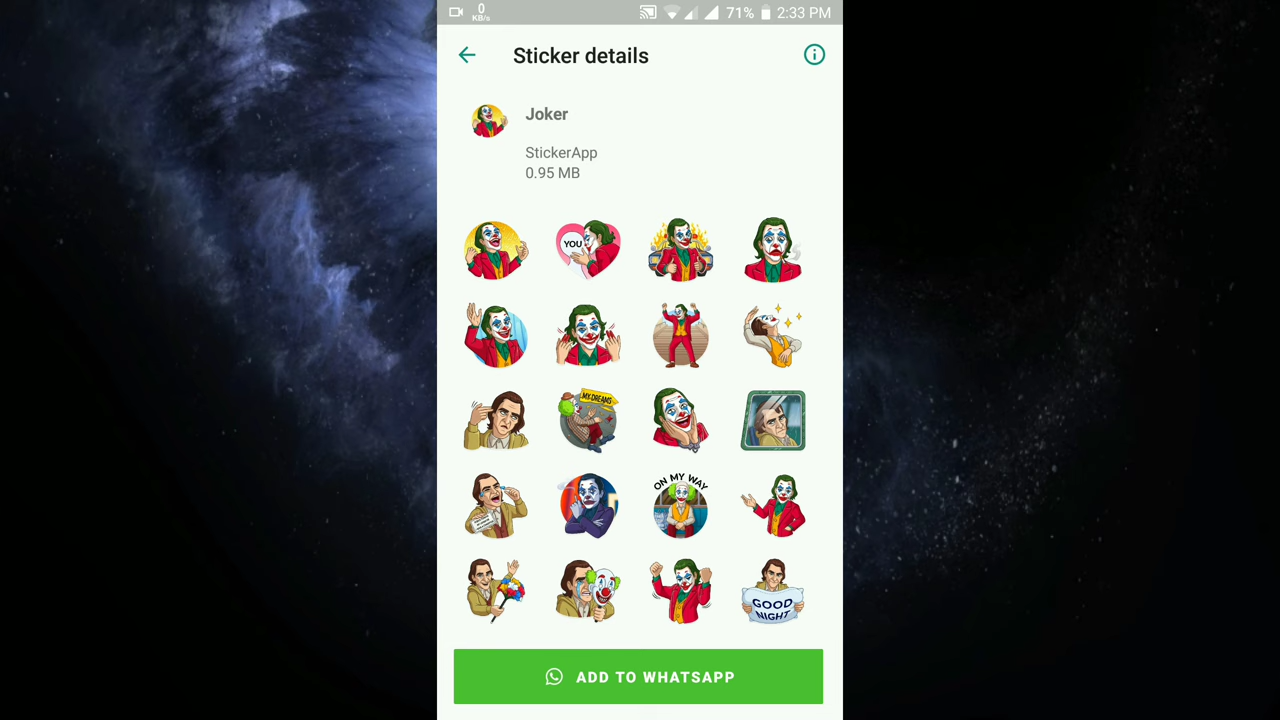 0
KB/s
71%
2:33 PM
Sticker details
Joker
StickerApp
0.95 MB
YOU
MY DREAMS
ON MY WAY
GOOD
NIGHT
ADD TO WHATSAPP